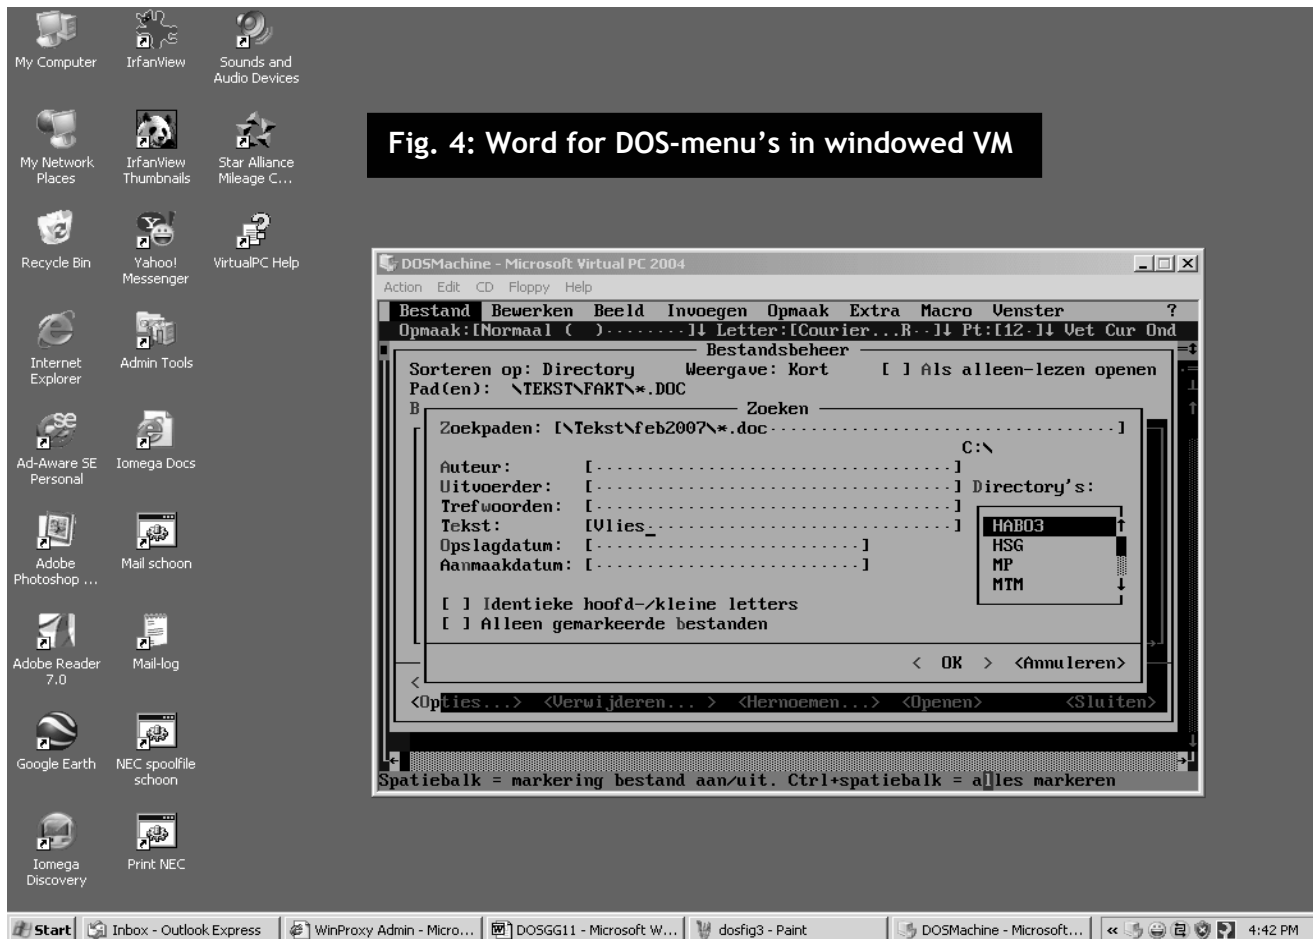 My Computer
IrfanView
Sounds and
Audio Devices
My Network
Places
IrfanView
Thumbnails
Star Alliance
Mileage C...
Recycle Bin
Yahoo!
Messenger
VirtualPC Help
Internet
Explorer
Admin Tools
Ad-Aware SE
Personal
Iomega Docs
Adobe
Photoshop ...
Mail schoon
Adobe Reader
7.0
Mail-log
Google Earth
NEC spoolfile
schoon
Iomega
Discovery
Print NEC
Fig. 4: Word for DOS-menu's in windowed VM
DOSMachine - Microsoft Virtual PC 2004
Action Edit CD Floppy Help
Bestand Bewerken Beeld Invoegen Opmaak Extra Macro Venster ?
Opmaak:[Normaal ( )········]↓ Letter:[Courier...R··]↓ Pt:[12·]↓ Vet Cur Ond
Bestandsbeheer
Sorteren op: Directory Weergave: Kort [ ] Als alleen-lezen openen
Pad(en): \TEKST\FAKT\*.DOC
B
Zoeken
Zoekpaden: [\Tekst\feb2007\*.doc··································]
C:\
Auteur: [···································]
Uitvoerder: [···································] Directory's:
Trefwoorden: [···································]
Tekst: [Vlies_······························] HABO3
Opslagdatum: [··························] HSG
Aanmaakdatum: [··························] MP
MTM
[ ] Identieke hoofd-/kleine letters
[ ] Alleen gemarkeerde bestanden
< OK > <Annuleren>
<
<Opties...> <Verwijderen... > <Hernoemen...> <Openen> <Sluiten>
Spatiebalk = markering bestand aan/uit. Ctrl+spatiebalk = alles markeren
Start Inbox - Outlook Express WinProxy Admin - Micro... DOSGG11 - Microsoft W... dosfig3 - Paint DOSMachine - Microsoft... « 4:42 PM